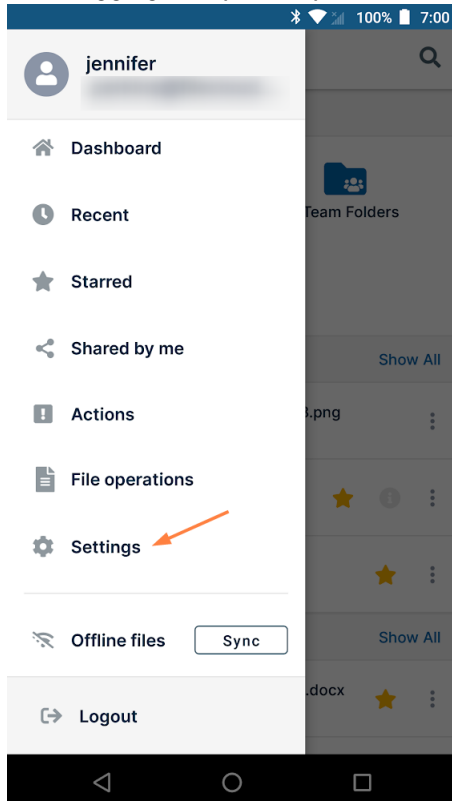 100% 7:00
jennifer
Dashboard
Team Folders
Recent
Starred
Shared by me
Show All
Actions
.png
File operations
Settings
Offline files
Sync
Show All
.docx
Logout